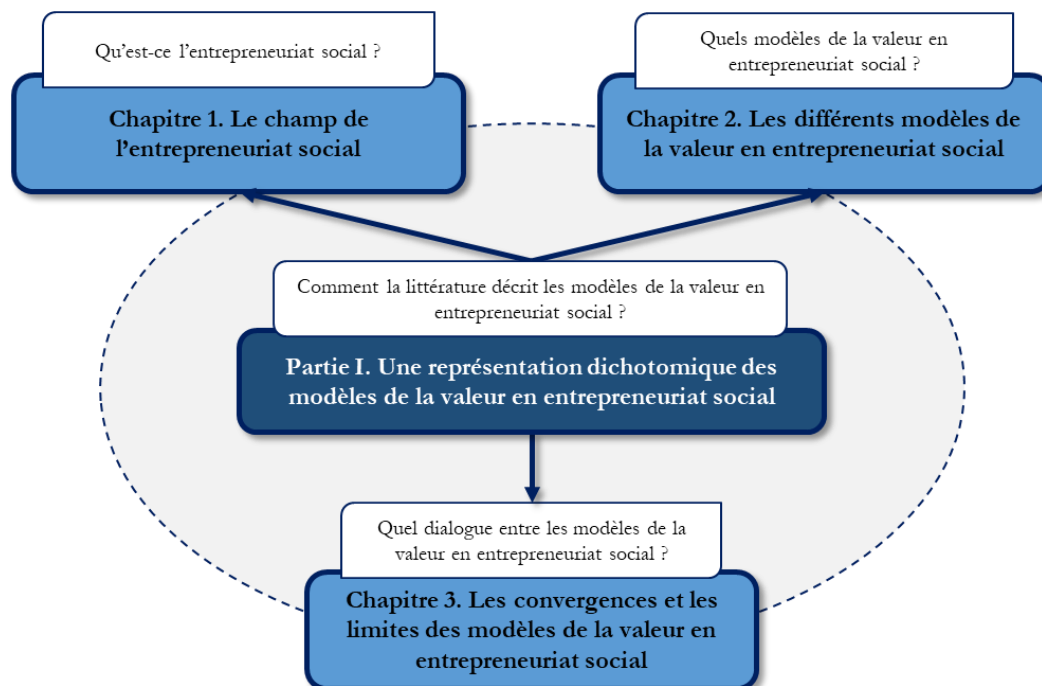 Qu’est-ce l’entrepreneuriat social ?
Chapitre 1. Le champ de
l’entrepreneuriat social
Quels modèles de la valeur en
entrepreneuriat social ?
Chapitre 2. Les différents modèles de
la valeur en entrepreneuriat social
Comment la littérature décrit les modèles de la valeur en
entrepreneuriat social ?
Partie I. Une représentation dichotomique des
modèles de la valeur en entrepreneuriat social
Quel dialogue entre les modèles de la
valeur en entrepreneuriat social ?
Chapitre 3. Les convergences et les
limites des modèles de la valeur en
entrepreneuriat social